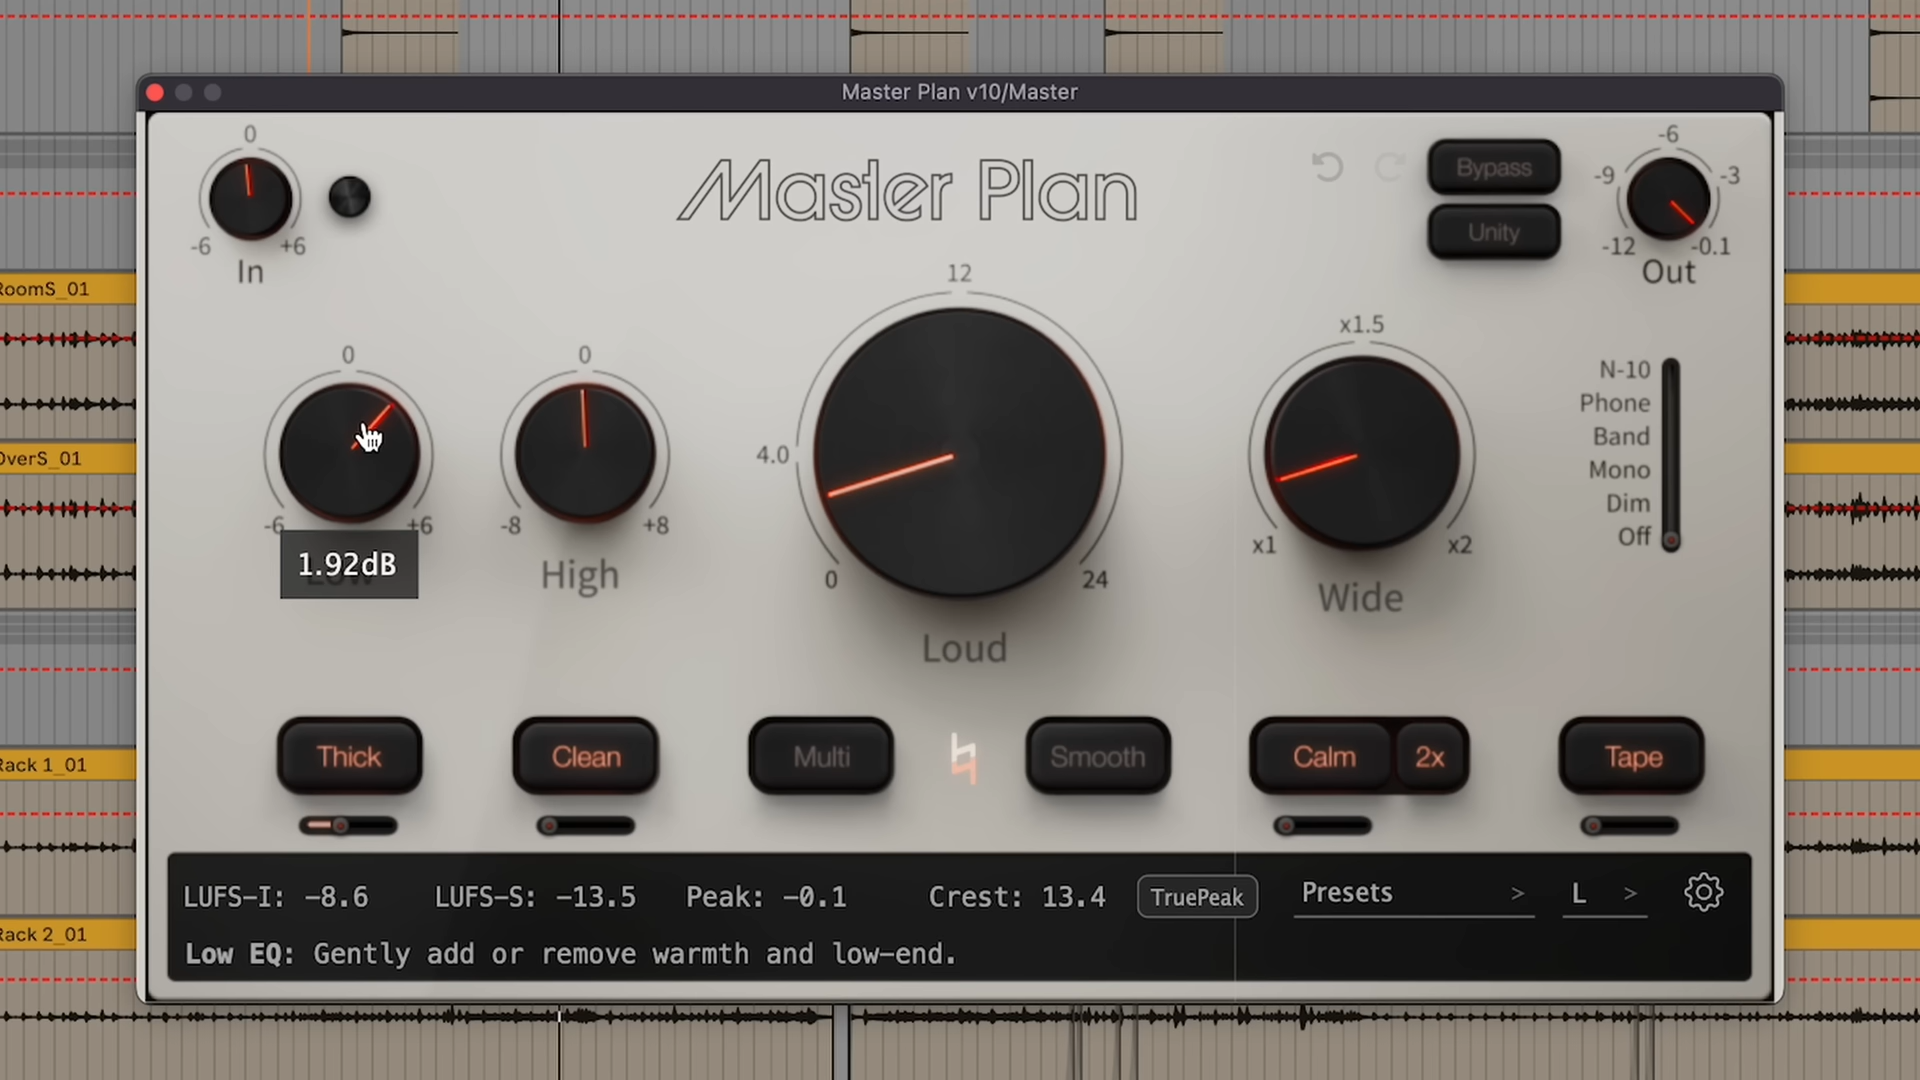 Master Plan v10/Master
0
-6 +6
In
Master Plan
Bypass
Unity
-6
-9 -3
-12 -0.1
Out
RoomS_01
OverS_01
Rack 1_01
Rack 2_01
0
-6 +6
1.92dB
0
-8 +8
High
12
4.0
0 24
Loud
x1.5
x1 x2
Wide
N-10
Phone
Band
Mono
Dim
Off
Thick Clean Multi Smooth Calm 2x Tape
LUFS-I: -8.6 LUFS-S: -13.5 Peak: -0.1 Crest: 13.4 TruePeak Presets > L >
Low EQ: Gently add or remove warmth and low-end.